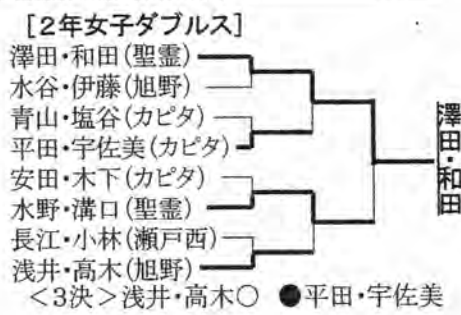 [2年女子ダブルス]
澤田・和田(聖霊)
水谷・伊藤(旭野)
青山・塩谷(カピタ)
平田・宇佐美(カピタ)
安田・木下(カピタ)
水野・溝口(聖霊)
長江・小林(瀬戸西)
浅井・高木(旭野)
澤田・和田
<3決>浅井・高木○ ●平田・宇佐美